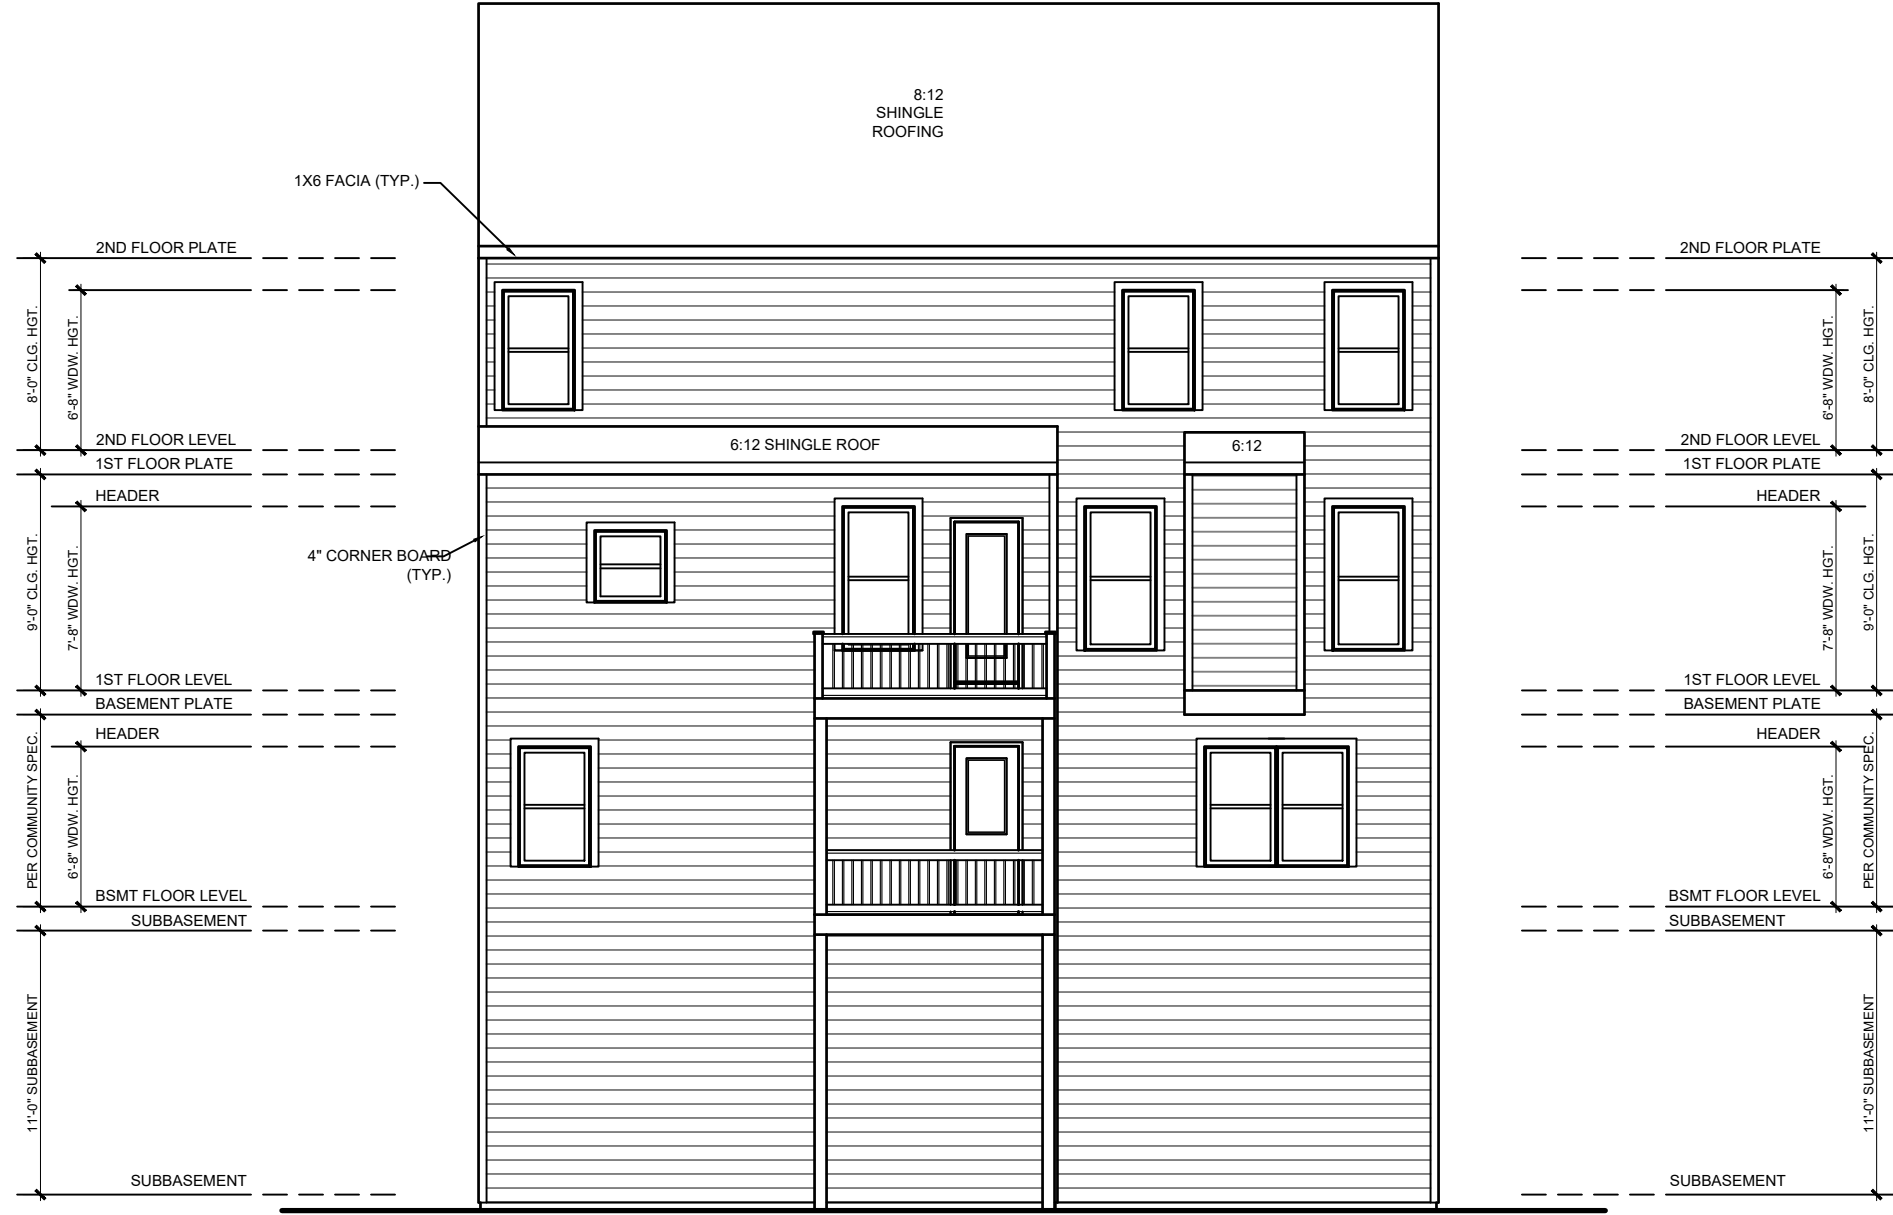 8:12
SHINGLE
ROOFING
1X6 FACIA (TYP.)
2ND FLOOR PLATE
8'-0" CLG. HGT.
6'-8" WDW. HGT.
2ND FLOOR LEVEL
1ST FLOOR PLATE
HEADER
9'-0" CLG. HGT.
7'-8" WDW. HGT.
4" CORNER BOARD
(TYP.)
1ST FLOOR LEVEL
BASEMENT PLATE
HEADER
PER COMMUNITY SPEC.
6'-8" WDW. HGT.
BSMT FLOOR LEVEL
SUBBASEMENT
11'-0" SUBBASEMENT
SUBBASEMENT
6:12 SHINGLE ROOF
6:12
2ND FLOOR PLATE
6'-8" WDW. HGT.
8'-0" CLG. HGT.
2ND FLOOR LEVEL
1ST FLOOR PLATE
HEADER
7'-8" WDW. HGT.
9'-0" CLG. HGT.
1ST FLOOR LEVEL
BASEMENT PLATE
HEADER
6'-8" WDW. HGT.
PER COMMUNITY SPEC.
BSMT FLOOR LEVEL
SUBBASEMENT
11'-0" SUBBASEMENT
SUBBASEMENT